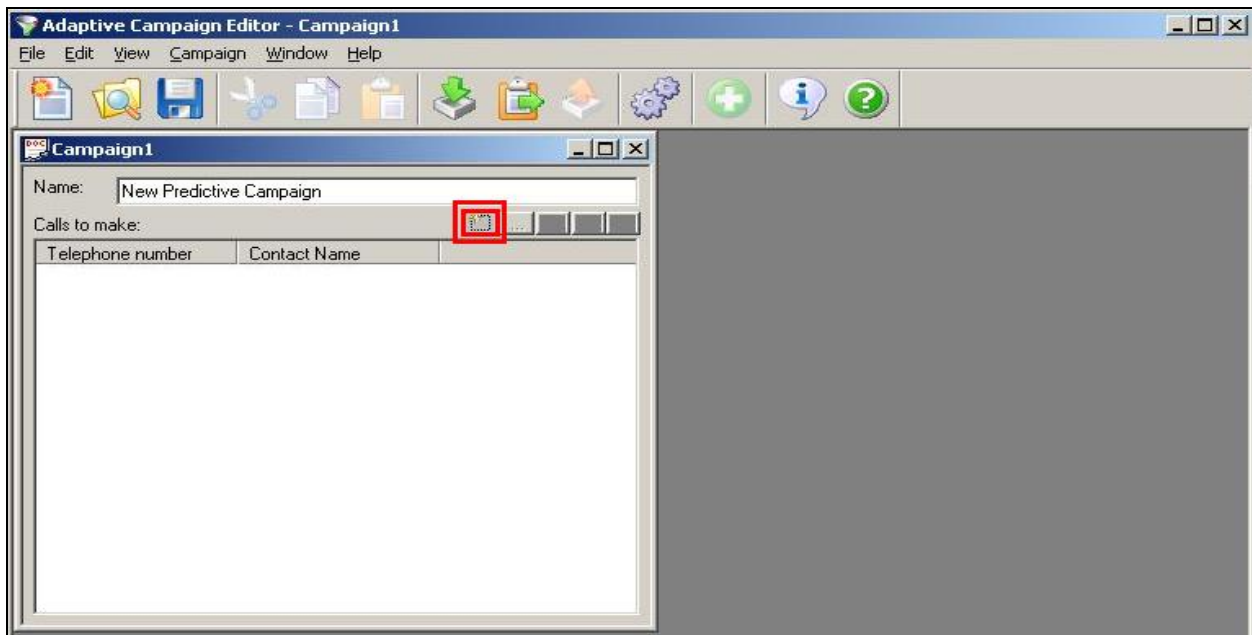 Adaptive Campaign Editor - Campaign1
File Edit View Campaign Window Help
Campaign1
Name: New Predictive Campaign
Calls to make: ...
Telephone number Contact Name